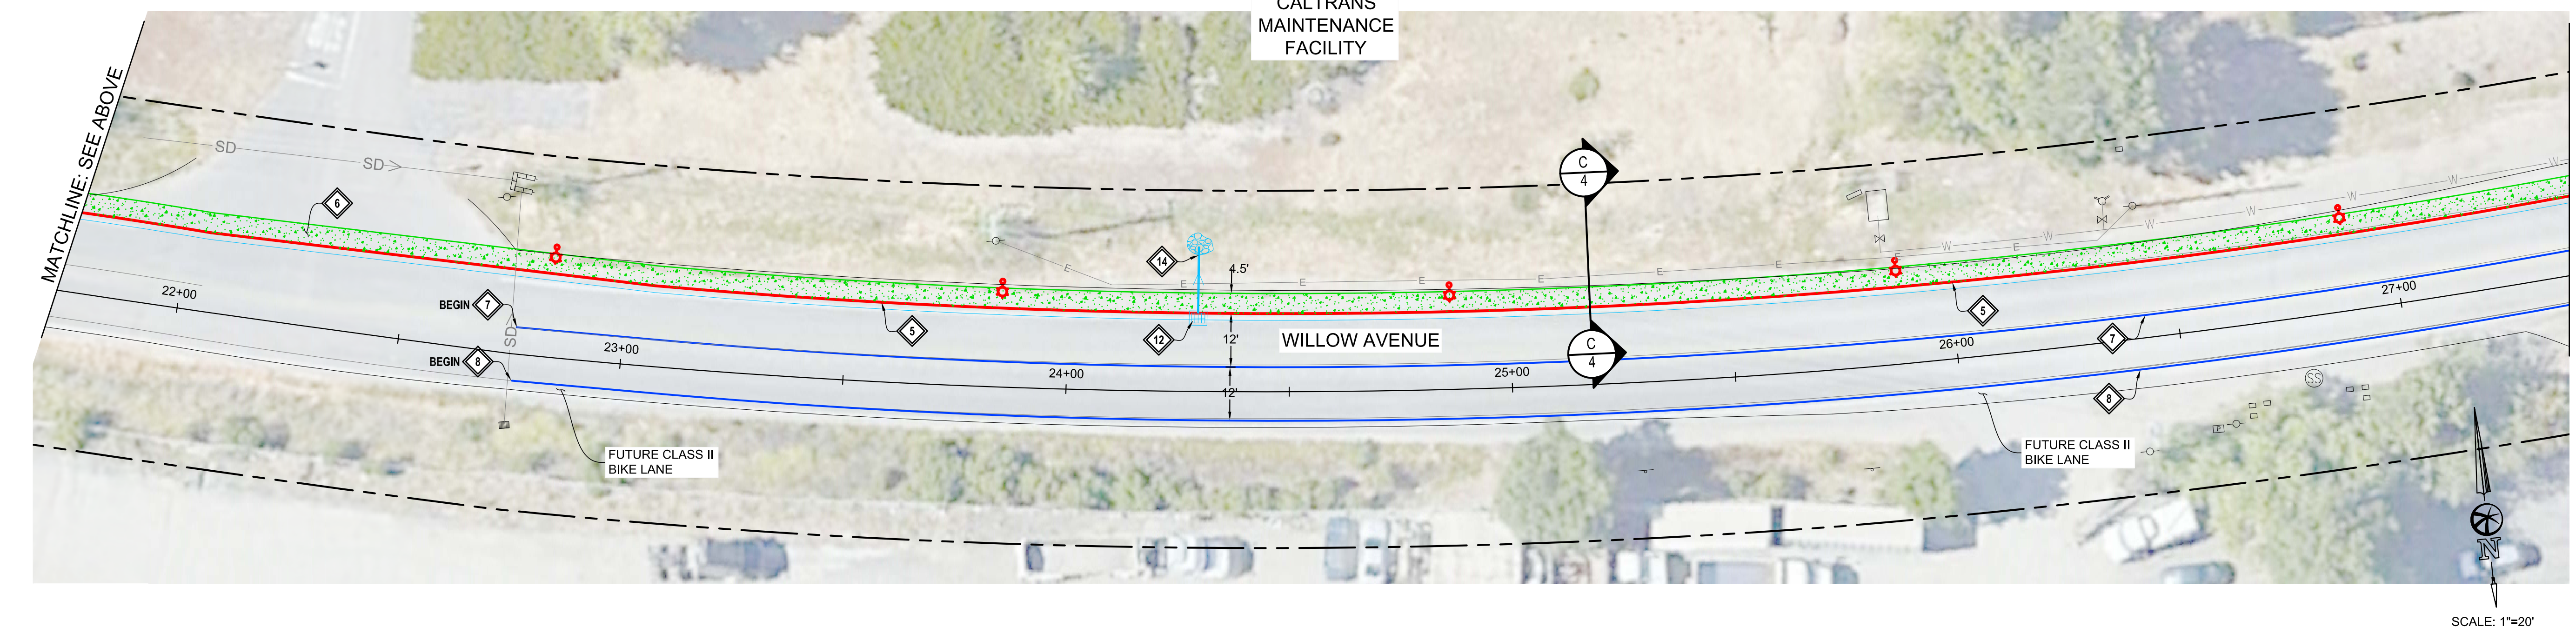 CALTRANS
MAINTENANCE
FACILITY
MATCHLINE: SEE ABOVE
SD
SD
6
C
4
W
W
W
W
W
W
E
14
4.5'
E
E
E
E
E
E
E
22+00
BEGIN 7
SD
5
12
12'
WILLOW AVENUE
C
4
5
27+00
7
23+00
BEGIN 8
24+00
12'
25+00
26+00
8
SS
P
FUTURE CLASS II
BIKE LANE
FUTURE CLASS II
BIKE LANE
N
SCALE: 1"=20'